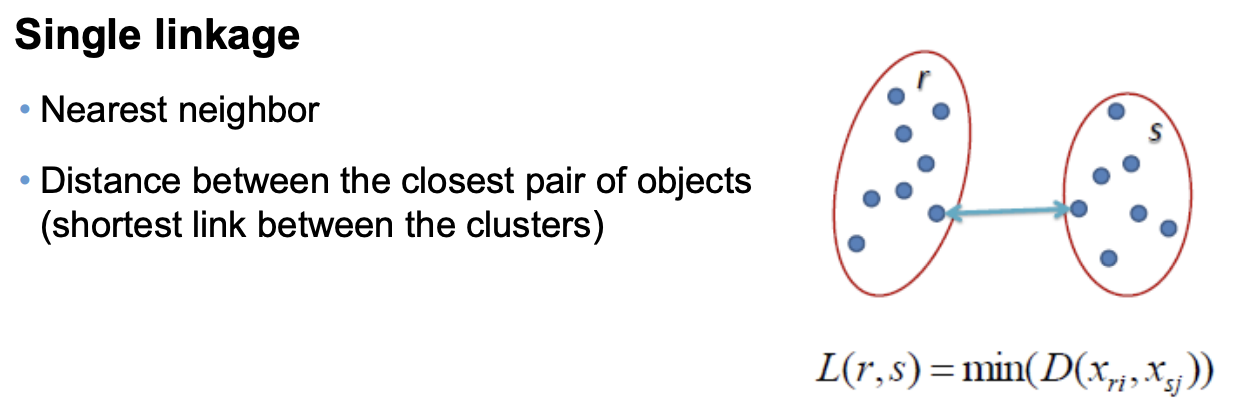 Single linkage
• Nearest neighbor
• Distance between the closest pair of objects
(shortest link between the clusters)
r
s
L(r,s) = min(D(x_{ri}, x_{sj}))